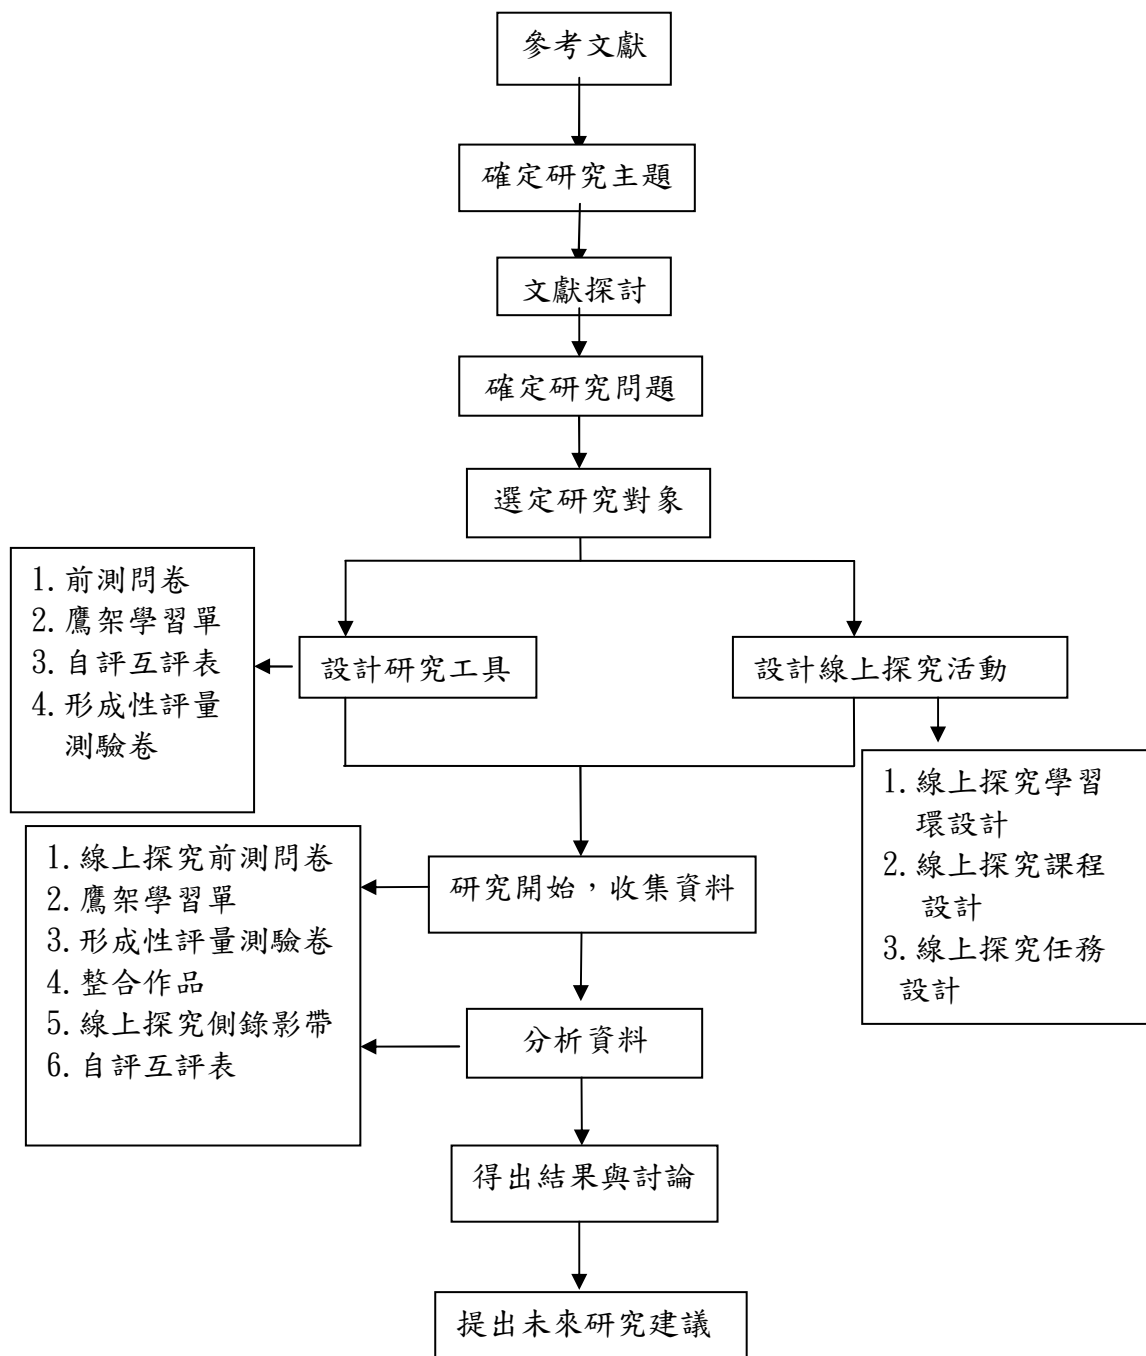 參考文獻
確定研究主題
文獻探討
確定研究問題
選定研究對象
1. 前測問卷
2. 鷹架學習單
3. 自評互評表
4. 形成性評量
測驗卷
設計研究工具
設計線上探究活動
1. 線上探究學習
環設計
2. 線上探究課程
設計
3. 線上探究任務
設計
1. 線上探究前測問卷
2. 鷹架學習單
3. 形成性評量測驗卷
4. 整合作品
5. 線上探究側錄影帶
6. 自評互評表
研究開始，收集資料
分析資料
得出結果與討論
提出未來研究建議